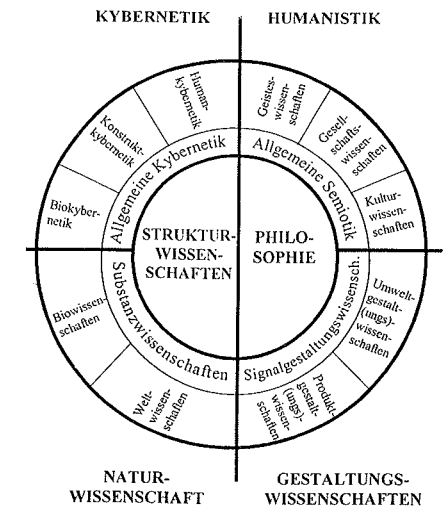 KYBERNETIK
HUMANISTIK
Human-
kybernetik
Konstrukt-
kybernetik
Biokyber-
netik
Allgemeine Kybernetik
Geistes-
wissen-
schaften
Gesell-
schafts-
wissen-
schaften
Kultur-
wissen-
schaften
Allgemeine Semiotik
STRUKTUR-
WISSEN-
SCHAFTEN
PHILO-
SOPHIE
Substanzwissenschaften
Biowissen-
schaften
Welt-
wissen-
schaften
Signalgestaltungswissensch.
Umwelt-
gestalt-
(ungs)-
wissen-
schaften
Produkt-
gestalt-
(ungs)-
wissen-
schaften
NATUR-
WISSENSCHAFT
GESTALTUNGS-
WISSENSCHAFTEN